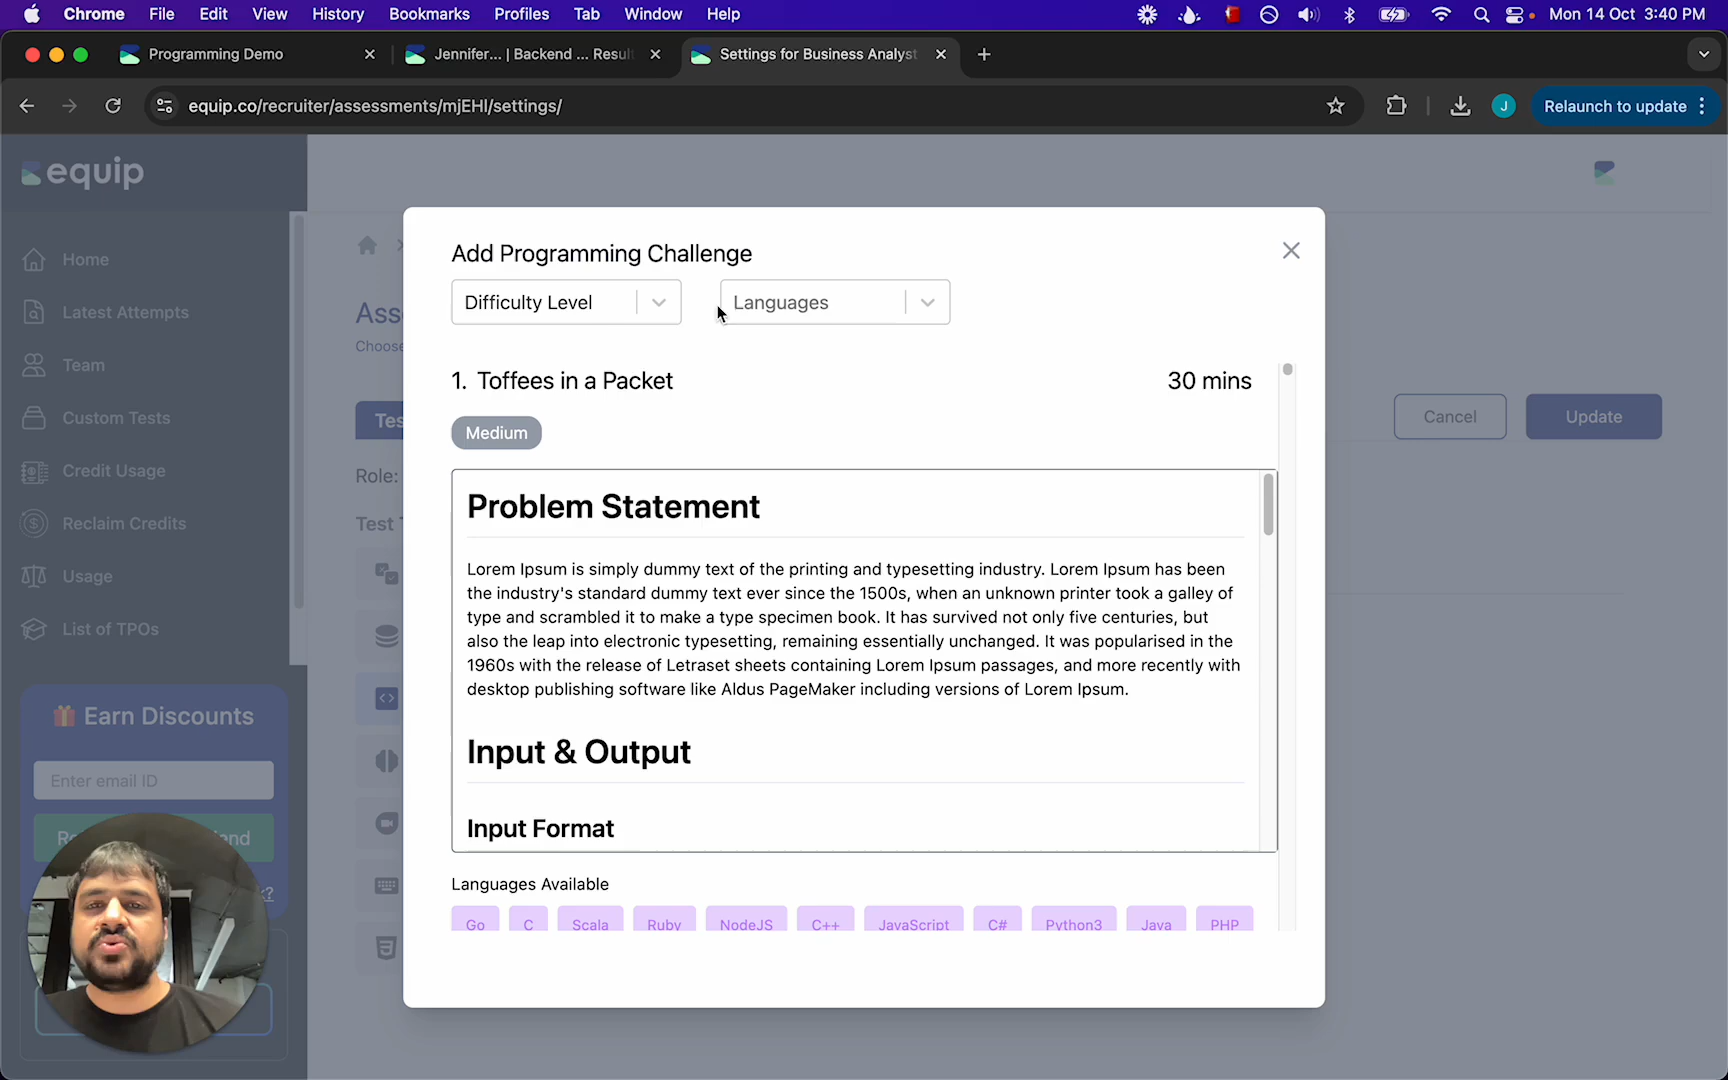 Chrome File Edit View History Bookmarks Profiles Tab Window Help Mon 14 Oct 3:40 PM
Programming Demo Jennifer... | Backend ... Result Settings for Business Analyst
equip.co/recruiter/assessments/mjEHI/settings/ J Relaunch to update
equip
Home
Latest Attempts
Team
Custom Tests
Credit Usage
Reclaim Credits
Usage
List of TPOs
Earn Discounts
Enter email ID
Choose
Role:
Cancel Update
Add Programming Challenge
Difficulty Level Languages
1. Toffees in a Packet 30 mins
Medium
Problem Statement
Lorem Ipsum is simply dummy text of the printing and typesetting industry. Lorem Ipsum has been
the industry's standard dummy text ever since the 1500s, when an unknown printer took a galley of
type and scrambled it to make a type specimen book. It has survived not only five centuries, but
also the leap into electronic typesetting, remaining essentially unchanged. It was popularised in the
1960s with the release of Letraset sheets containing Lorem Ipsum passages, and more recently with
desktop publishing software like Aldus PageMaker including versions of Lorem Ipsum.
Input & Output
Input Format
Languages Available
Go C Scala Ruby NodeJS C++ JavaScript C# Python3 Java PHP